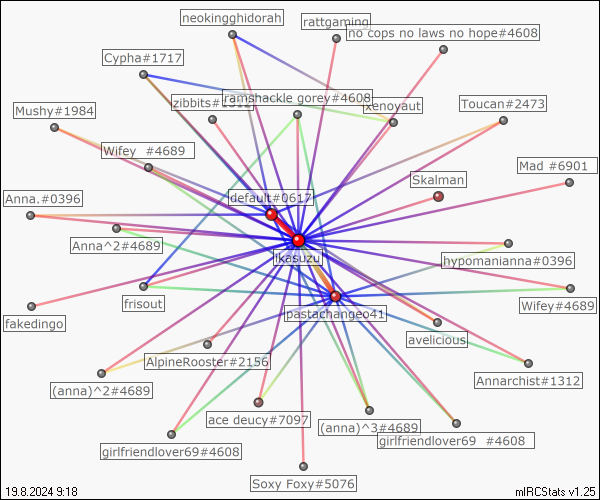 neokingghidorah
rattgaming
no cops no laws no hope#4608
Cypha#1717
zibbits#
ramshackle gorey#4608
xenoyaut
Toucan#2473
Mushy#1984
Wifey #4689
Mad #6901
Skalman
Anna.#0396
default#0617
Anna^2#4689
ikasuzu
hypomanianna#0396
frisout
Wifey#4689
pastachangeo41
fakedingo
avelicious
AlpineRooster#2156
Annarchist#1312
(anna)^2#4689
ace deucy#7097
(anna)^3#4689
girlfriendlover69 #4608
girlfriendlover69#4608
Soxy Foxy#5076
19.8.2024 9:18
mIRCStats v1.25